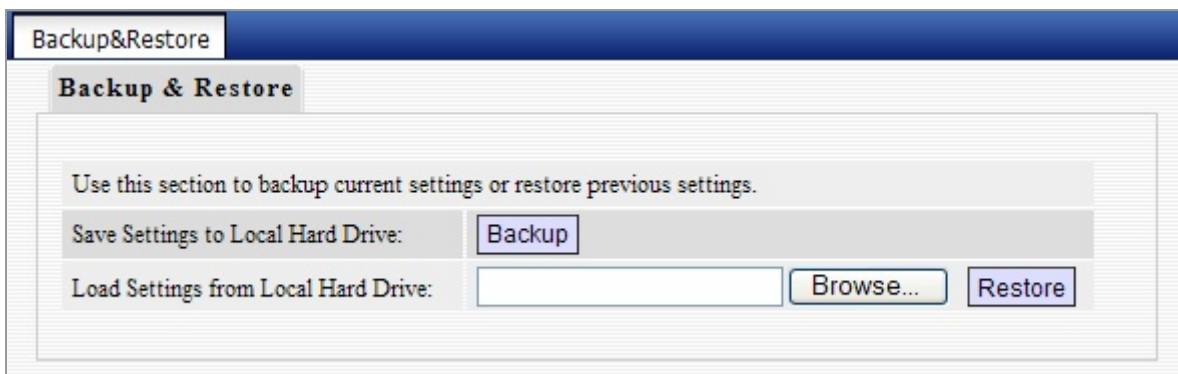 Backup&Restore
Backup & Restore
Use this section to backup current settings or restore previous settings.
Save Settings to Local Hard Drive: Backup
Load Settings from Local Hard Drive: Browse... Restore